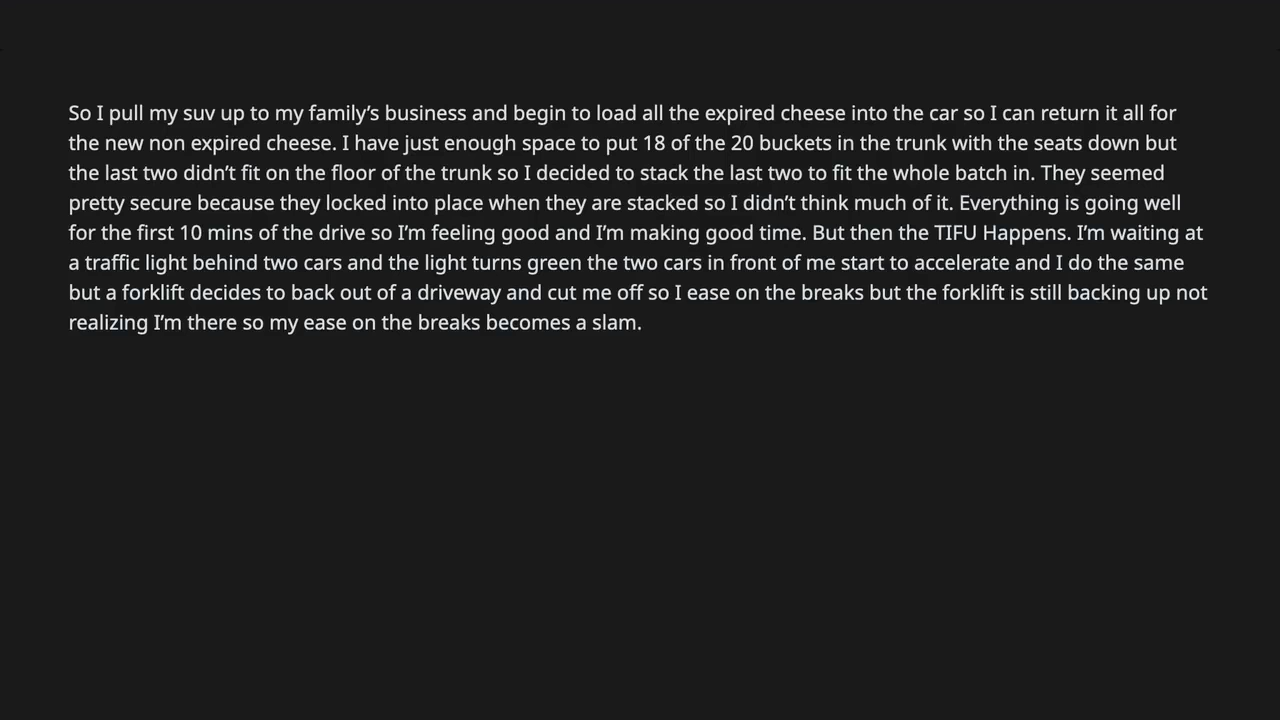 So I pull my suv up to my family’s business and begin to load all the expired cheese into the car so I can return it all for
the new non expired cheese. I have just enough space to put 18 of the 20 buckets in the trunk with the seats down but
the last two didn’t fit on the floor of the trunk so I decided to stack the last two to fit the whole batch in. They seemed
pretty secure because they locked into place when they are stacked so I didn’t think much of it. Everything is going well
for the first 10 mins of the drive so I’m feeling good and I’m making good time. But then the TIFU Happens. I’m waiting at
a traffic light behind two cars and the light turns green the two cars in front of me start to accelerate and I do the same
but a forklift decides to back out of a driveway and cut me off so I ease on the breaks but the forklift is still backing up not
realizing I’m there so my ease on the breaks becomes a slam.